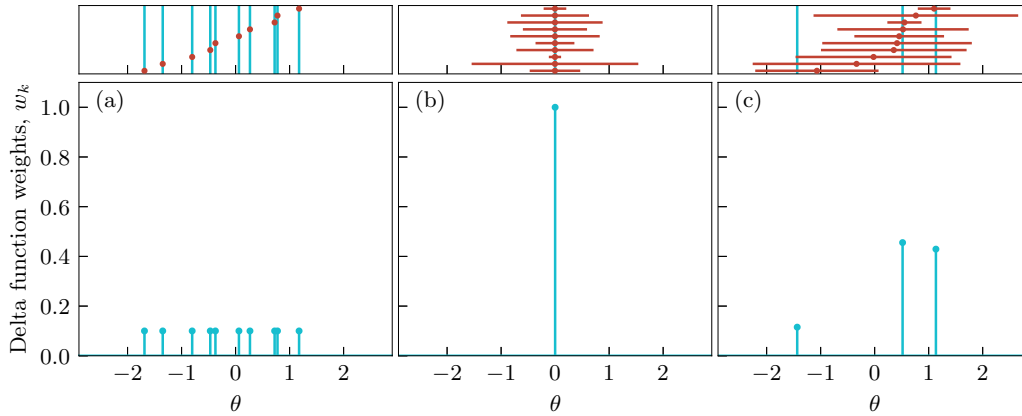 (a) (b) (c)
Delta function weights, w_k
1.0
0.8
0.6
0.4
0.2
0.0
−2 −1 0 1 2 −2 −1 0 1 2 −2 −1 0 1 2
θ θ θ